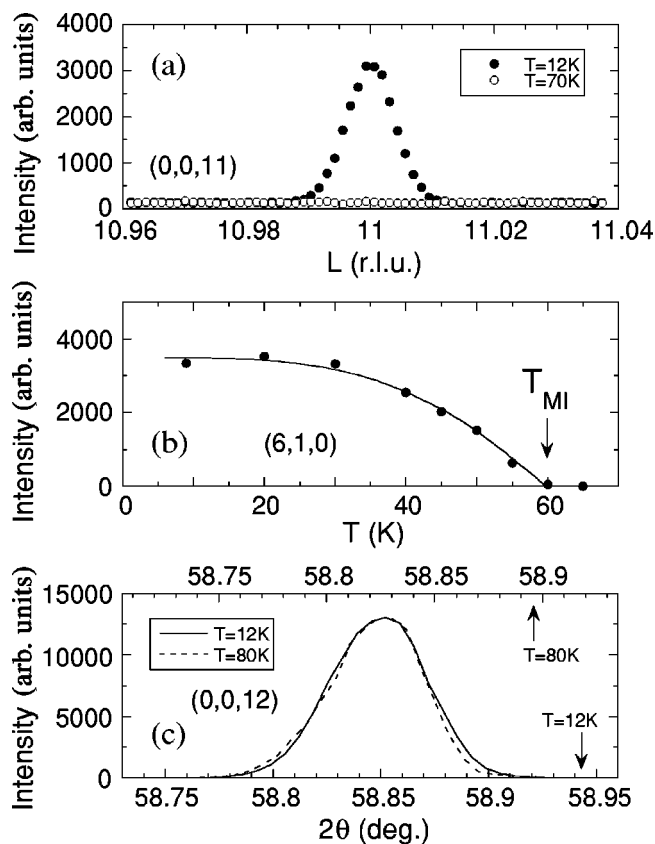 Intensity (arb. units)
4000
3000
2000
1000
0
(a)
T=12K
T=70K
(0,0,11)
10.96 10.98 11 11.02 11.04
L (r.l.u.)
Intensity (arb. units)
4000
2000
0
(b)
(6,1,0)
T_MI
0 20 40 60
T (K)
58.75 58.8 58.85 58.9
Intensity (arb. units)
15000
10000
5000
0
T=12K
T=80K
(0,0,12)
T=80K
T=12K
(c)
58.75 58.8 58.85 58.9 58.95
2θ (deg.)